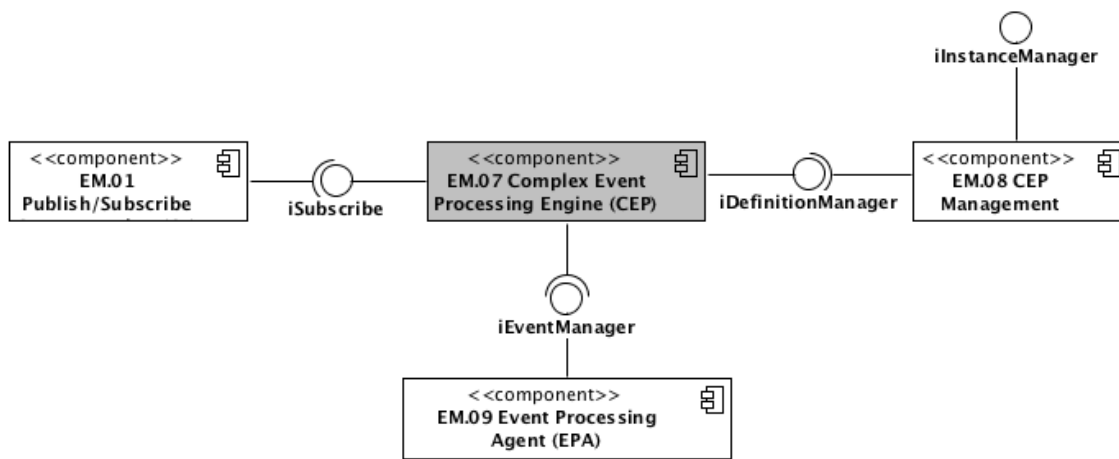 iInstanceManager
<<component>>
EM.01
Publish/Subscribe
iSubscribe
<<component>>
EM.07 Complex Event
Processing Engine (CEP)
iDefinitionManager
<<component>>
EM.08 CEP
Management
iEventManager
<<component>>
EM.09 Event Processing
Agent (EPA)